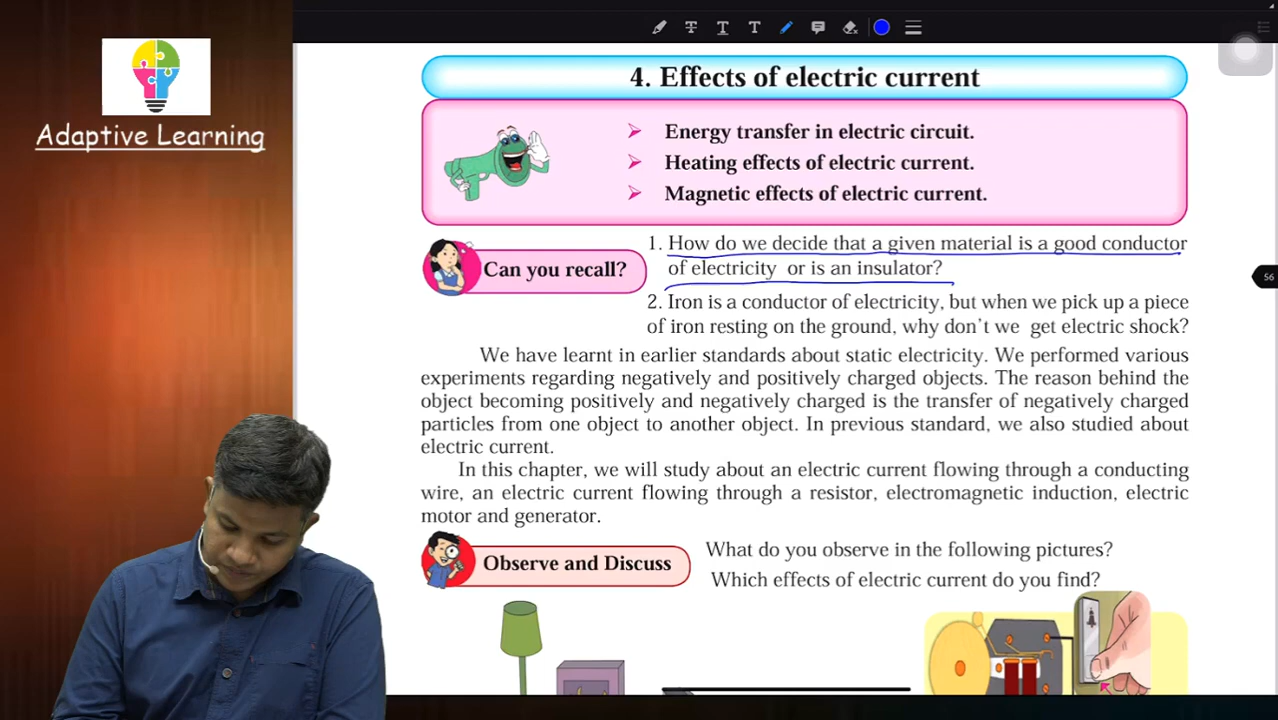 Adaptive Learning
4. Effects of electric current
Energy transfer in electric circuit.
Heating effects of electric current.
Magnetic effects of electric current.
Can you recall?
1. How do we decide that a given material is a good conductor
of electricity or is an insulator?
2. Iron is a conductor of electricity, but when we pick up a piece
of iron resting on the ground, why don't we get electric shock?
We have learnt in earlier standards about static electricity. We performed various
experiments regarding negatively and positively charged objects. The reason behind the
object becoming positively and negatively charged is the transfer of negatively charged
particles from one object to another object. In previous standard, we also studied about
electric current.
In this chapter, we will study about an electric current flowing through a conducting
wire, an electric current flowing through a resistor, electromagnetic induction, electric
motor and generator.
Observe and Discuss
What do you observe in the following pictures?
Which effects of electric current do you find?
56